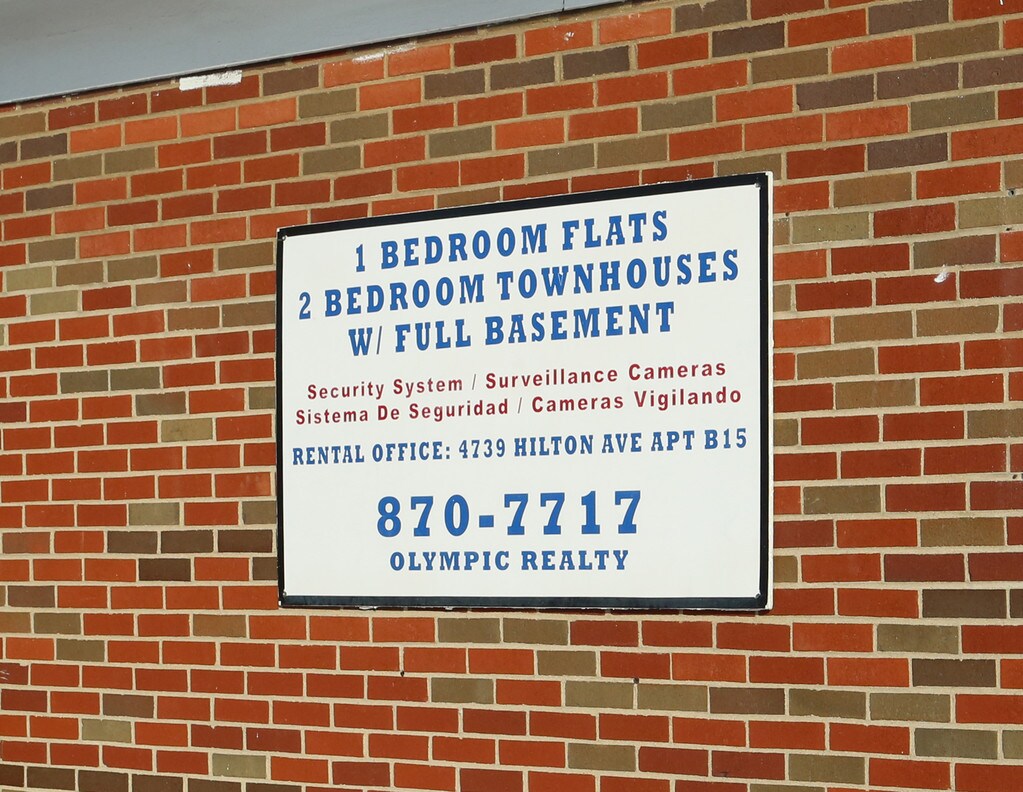 1 BEDROOM FLATS
2 BEDROOM TOWNHOUSES
W/ FULL BASEMENT
Security System / Surveillance Cameras
Sistema De Seguridad / Cameras Vigilando
RENTAL OFFICE: 4739 HILTON AVE APT B15
870-7717
OLYMPIC REALTY